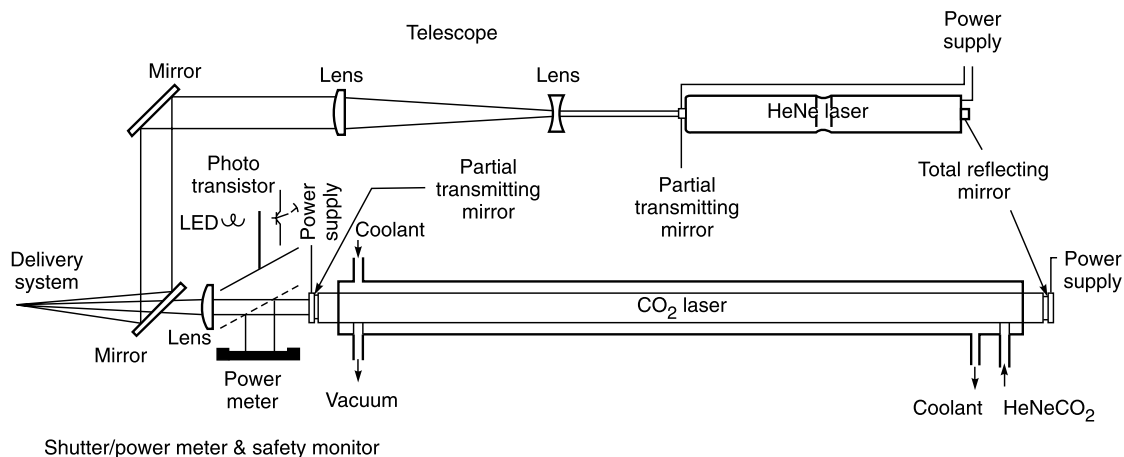 Telescope
Power
supply
Mirror
Lens
Lens
HeNe laser
Photo
transistor
LED
Power
supply
Partial
transmitting
mirror
Partial
transmitting
mirror
Total reflecting
mirror
Coolant
Delivery
system
Power
supply
CO2 laser
Lens
Mirror
Power
meter
Vacuum
Coolant
HeNeCO2
Shutter/power meter & safety monitor